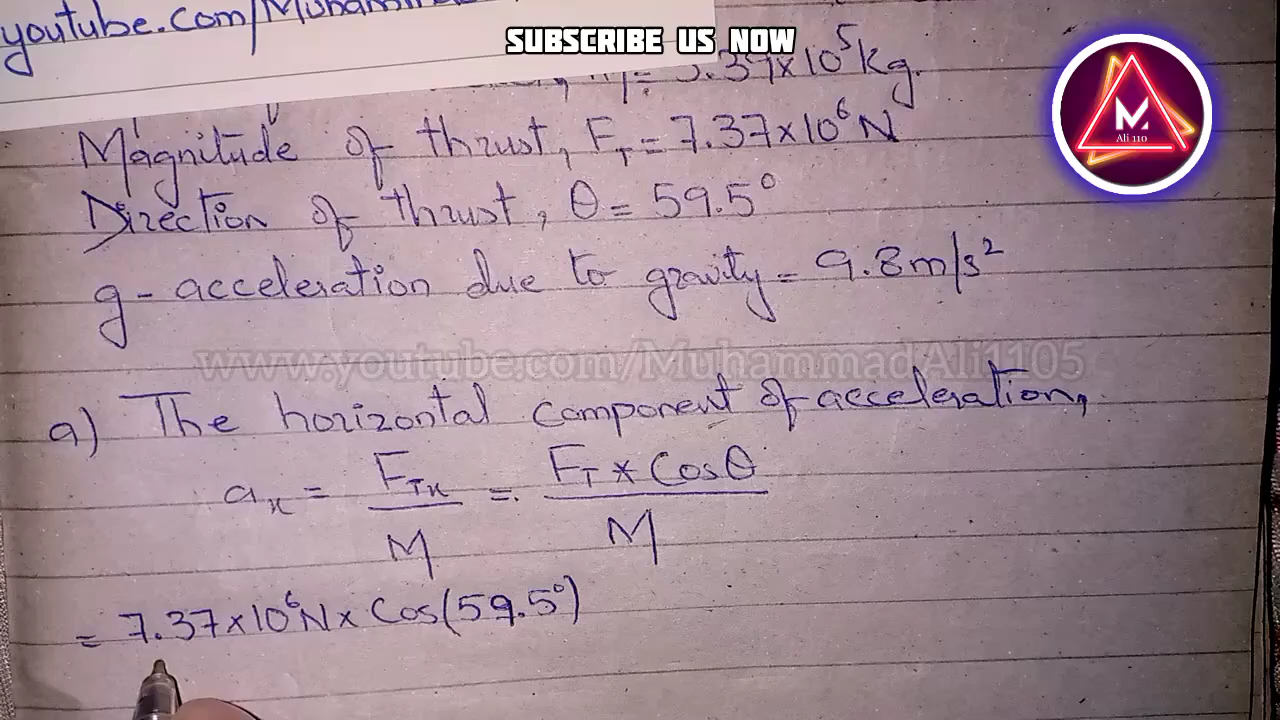 youtube.com/Muhammad
SUBSCRIBE US NOW
×10⁵kg.
Magnitude of thrust, F_T = 7.37×10⁶N
Direction of thrust, θ = 59.5°
g - acceleration due to gravity = 9.8m/s²
M
Ali 110
www.youtube.com/MuhammadAli1105
a) The horizontal component of acceleration,
a_x = F_Tx / M = F_T * Cosθ / M
= 7.37×10⁶N × Cos(59.5°)